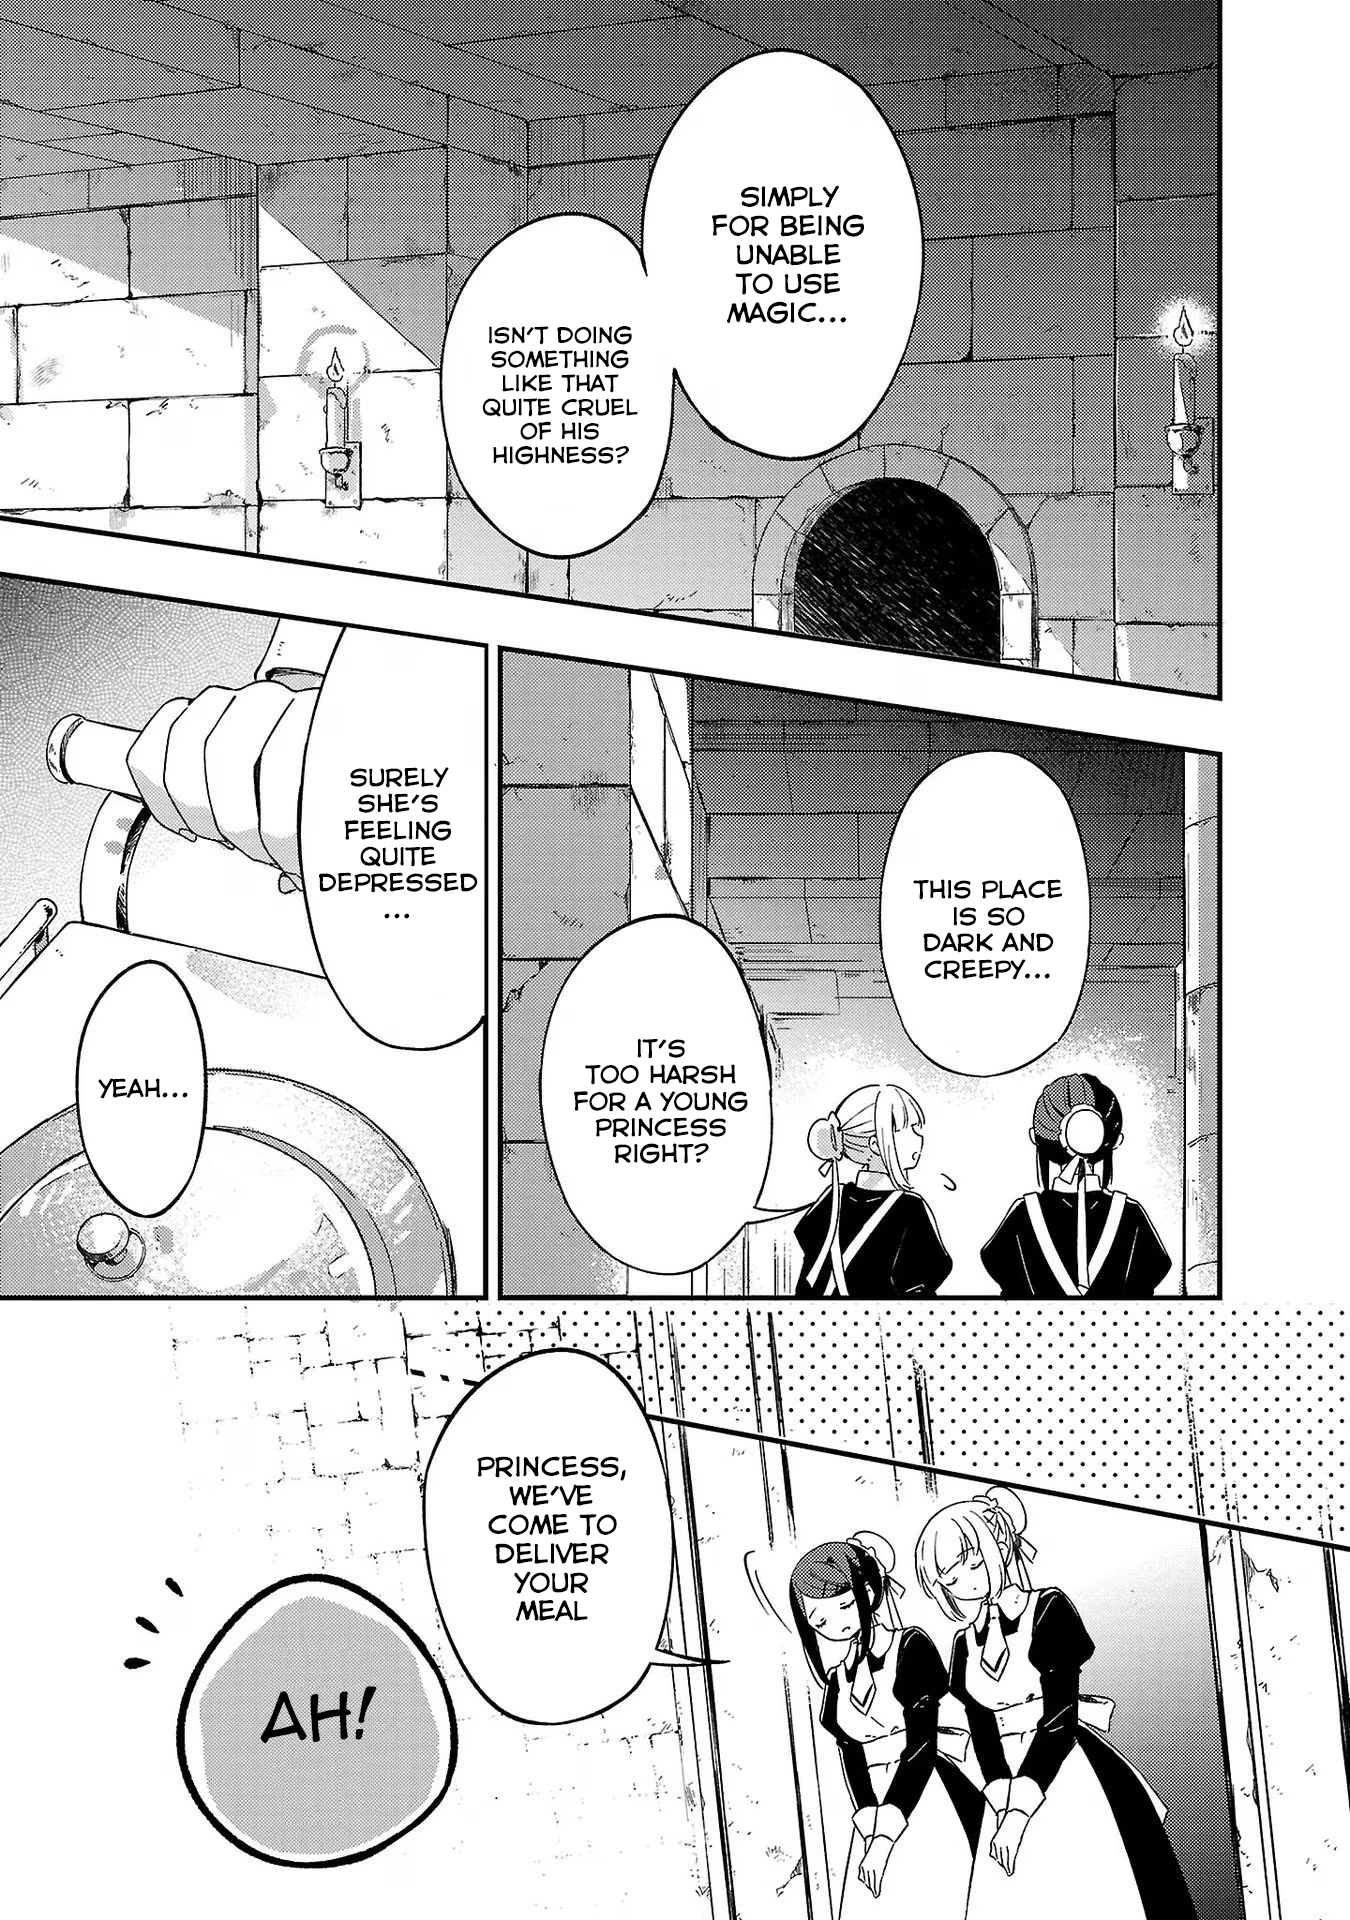 SIMPLY
FOR BEING
UNABLE
TO USE
MAGIC...
ISN'T DOING
SOMETHING
LIKE THAT
QUITE CRUEL
OF HIS
HIGHNESS?
THIS PLACE
IS SO
DARK AND
CREEPY...
IT'S
TOO HARSH
FOR A YOUNG
PRINCESS
RIGHT?
SURELY
SHE'S
FEELING
QUITE
DEPRESSED
...
YEAH...
PRINCESS,
WE'VE
COME TO
DELIVER
YOUR
MEAL
AH!